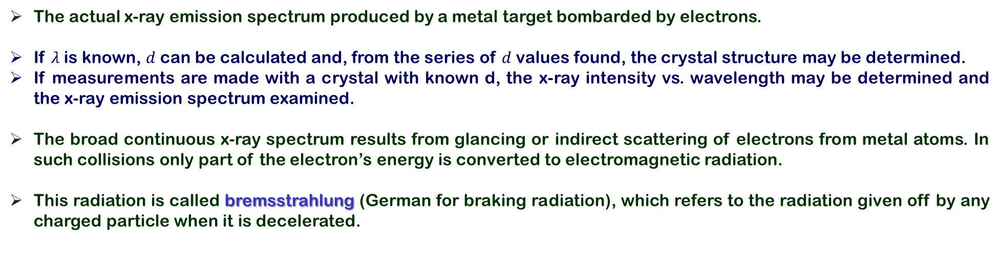 ➢ The actual x-ray emission spectrum produced by a metal target bombarded by electrons.
➢ If λ is known, d can be calculated and, from the series of d values found, the crystal structure may be determined.
➢ If measurements are made with a crystal with known d, the x-ray intensity vs. wavelength may be determined and
the x-ray emission spectrum examined.
➢ The broad continuous x-ray spectrum results from glancing or indirect scattering of electrons from metal atoms. In
such collisions only part of the electron’s energy is converted to electromagnetic radiation.
➢ This radiation is called bremsstrahlung (German for braking radiation), which refers to the radiation given off by any
charged particle when it is decelerated.